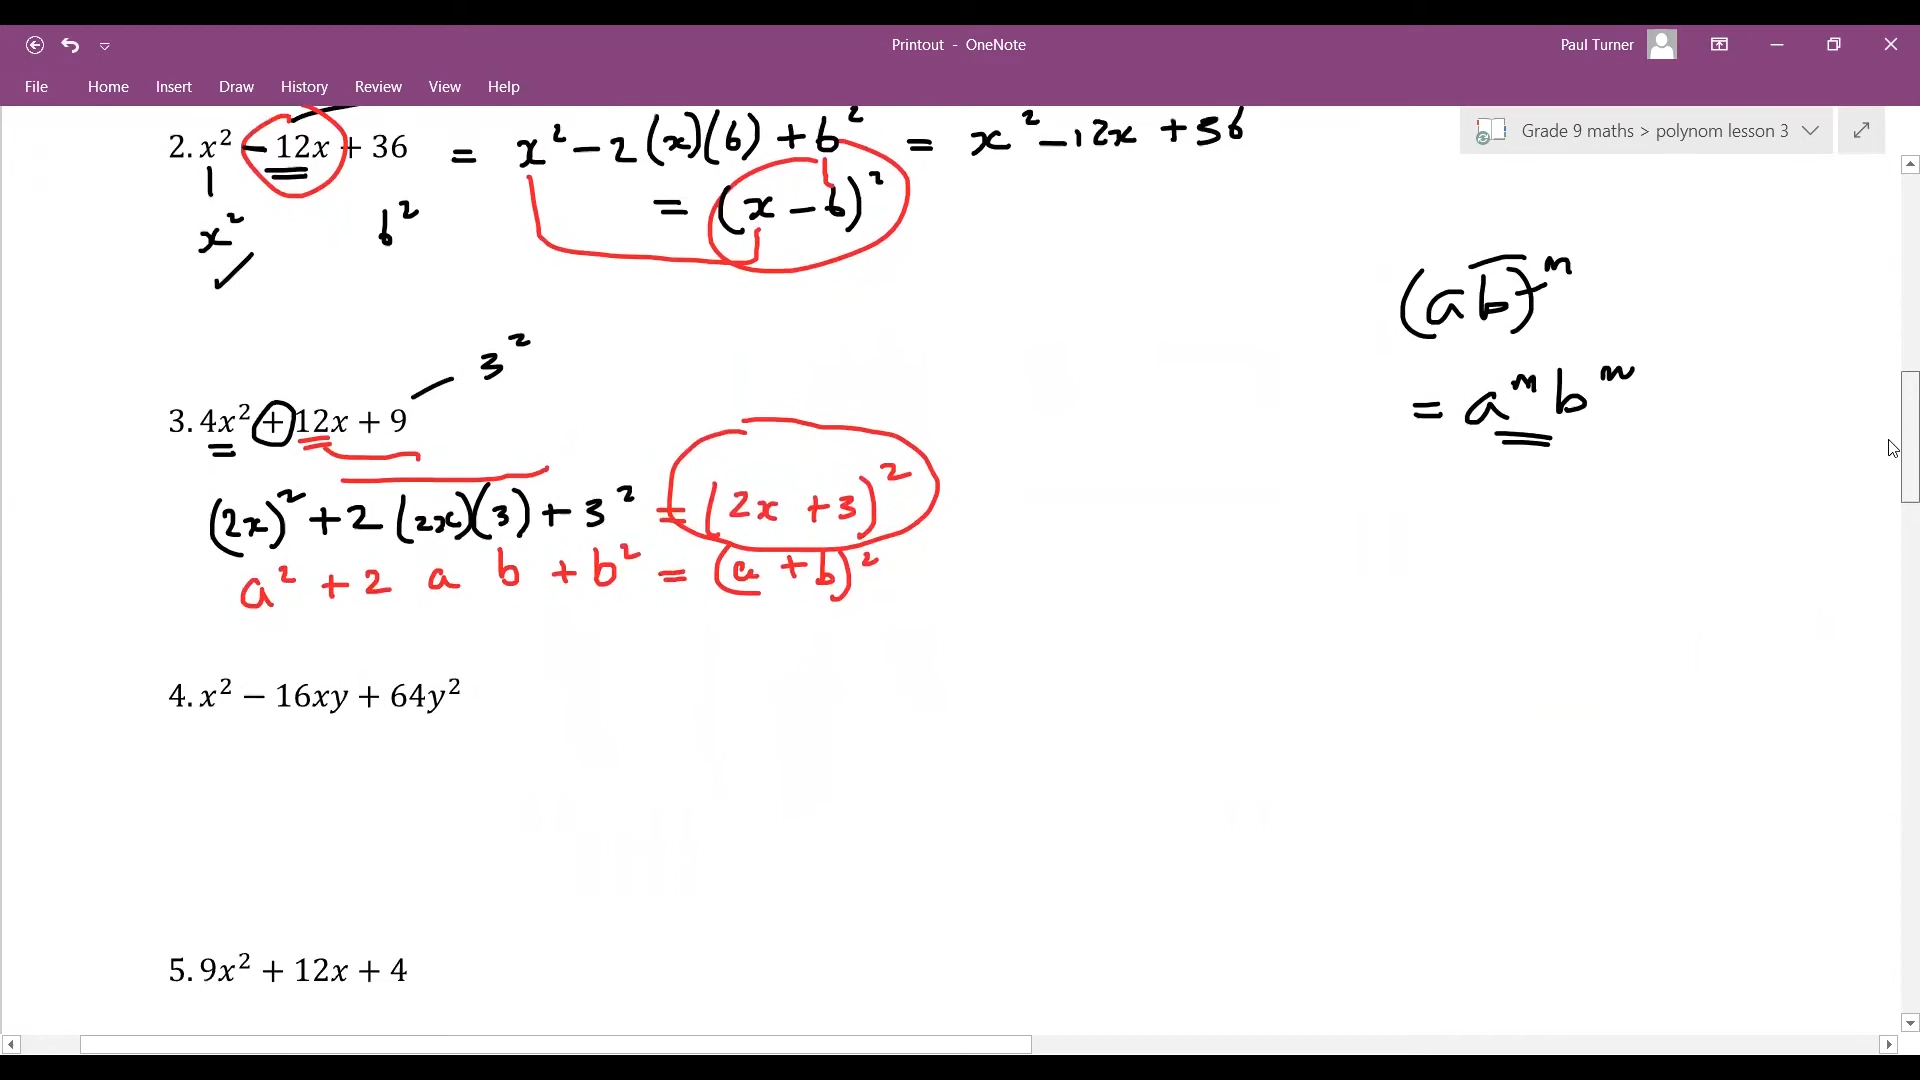 Printout - OneNote
Paul Turner
File Home Insert Draw History Review View Help
Grade 9 maths > polynom lesson 3
2. x² − 12x + 36 = x² − 2(x)(6) + 6² = x² − 12x + 36
x² 6² = (x − 6)²
(ab)ᵐ
= aᵐ bᵐ
3²
3. 4x² + 12x + 9
(2x)² + 2(2x)(3) + 3² = (2x + 3)²
a² + 2 a b + b² = (a + b)²
4. x² − 16xy + 64y²
5. 9x² + 12x + 4